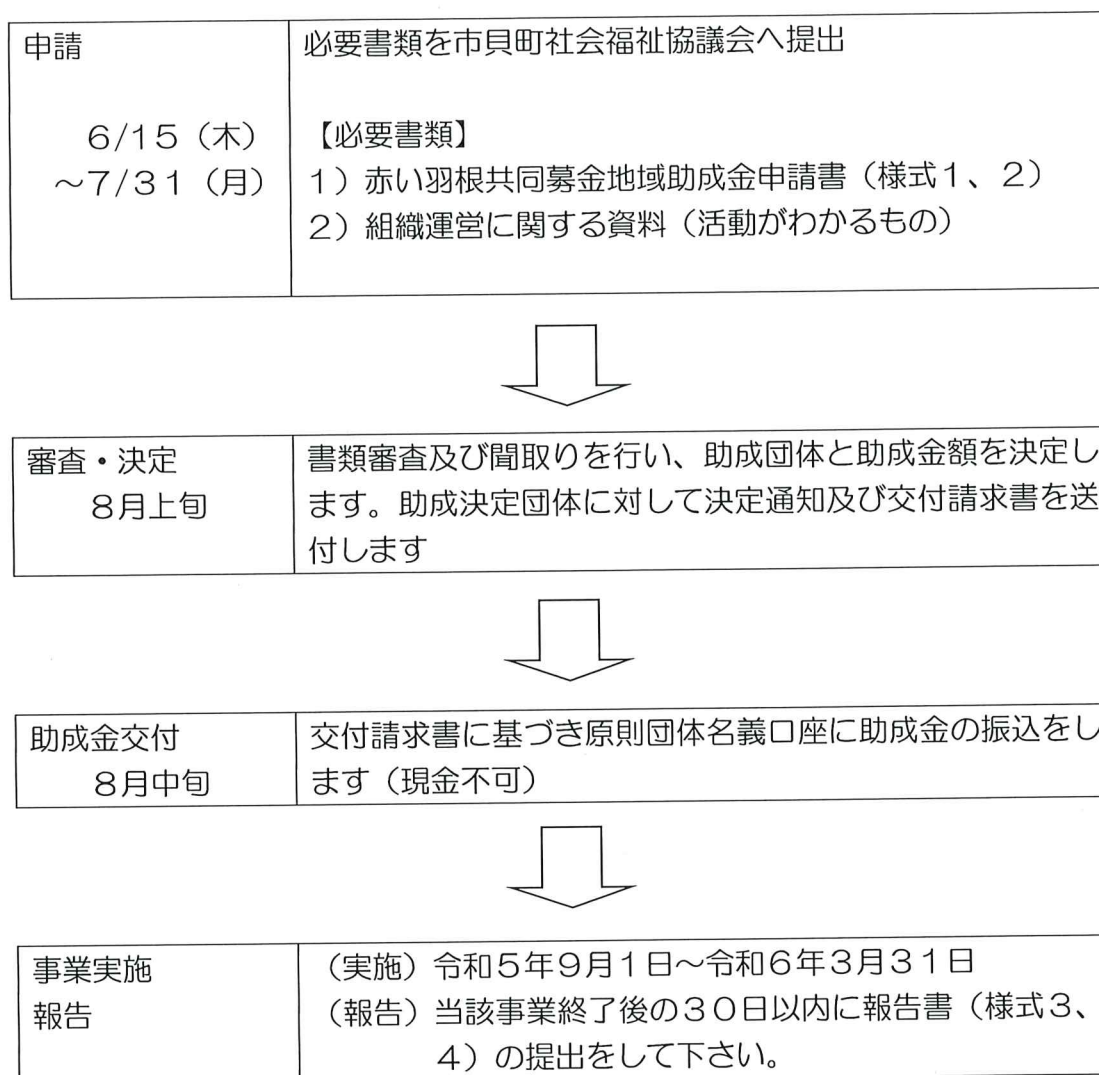 申請
必要書類を市貝町社会福祉協議会へ提出
6/15（木）
～7/31（月）
【必要書類】
1）赤い羽根共同募金地域助成金申請書（様式1、2）
2）組織運営に関する資料（活動がわかるもの）
審査・決定
8月上旬
書類審査及び聞取りを行い、助成団体と助成金額を決定し
ます。助成決定団体に対して決定通知及び交付請求書を送
付します
助成金交付
8月中旬
交付請求書に基づき原則団体名義口座に助成金の振込をし
ます（現金不可）
事業実施
報告
（実施）令和5年9月1日～令和6年3月31日
（報告）当該事業終了後の30日以内に報告書（様式3、
4）の提出をして下さい。